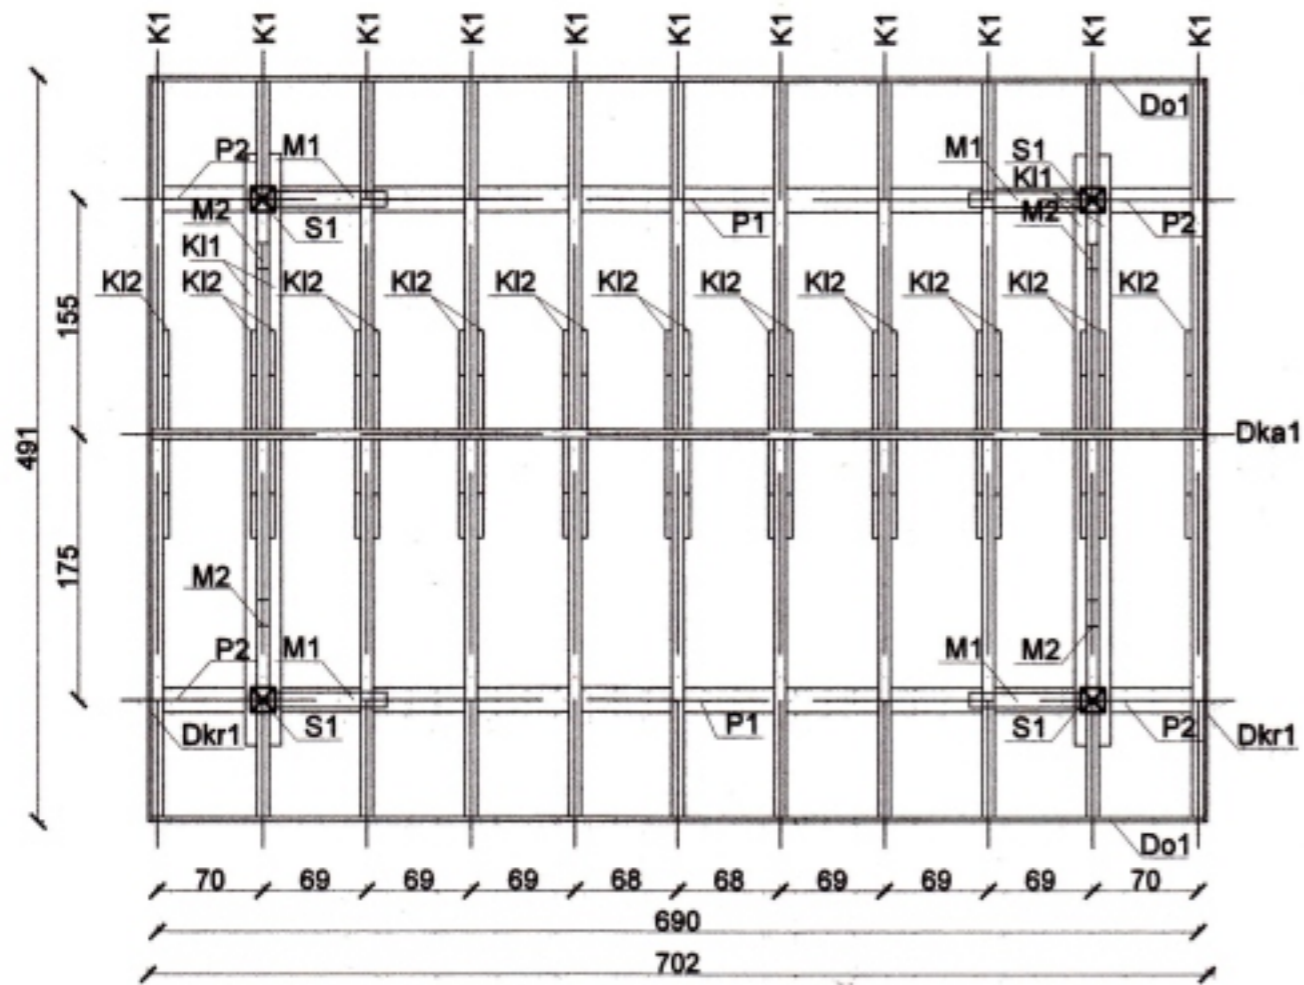 K1 K1 K1 K1 K1 K1 K1 K1 K1 K1 K1
Do1
P2 M1 M1 S1
Kl1
M2 S1 P1 M2 P2
Kl1
Kl2 Kl2 Kl2 Kl2 Kl2 Kl2 Kl2 Kl2 Kl2 Kl2 Kl2
155
491 Dka1
175
M2
P2 M1 M1 M2
Dkr1 S1 P1 S1 P2 Dkr1
Do1
70 69 69 69 68 68 69 69 69 70
690
702